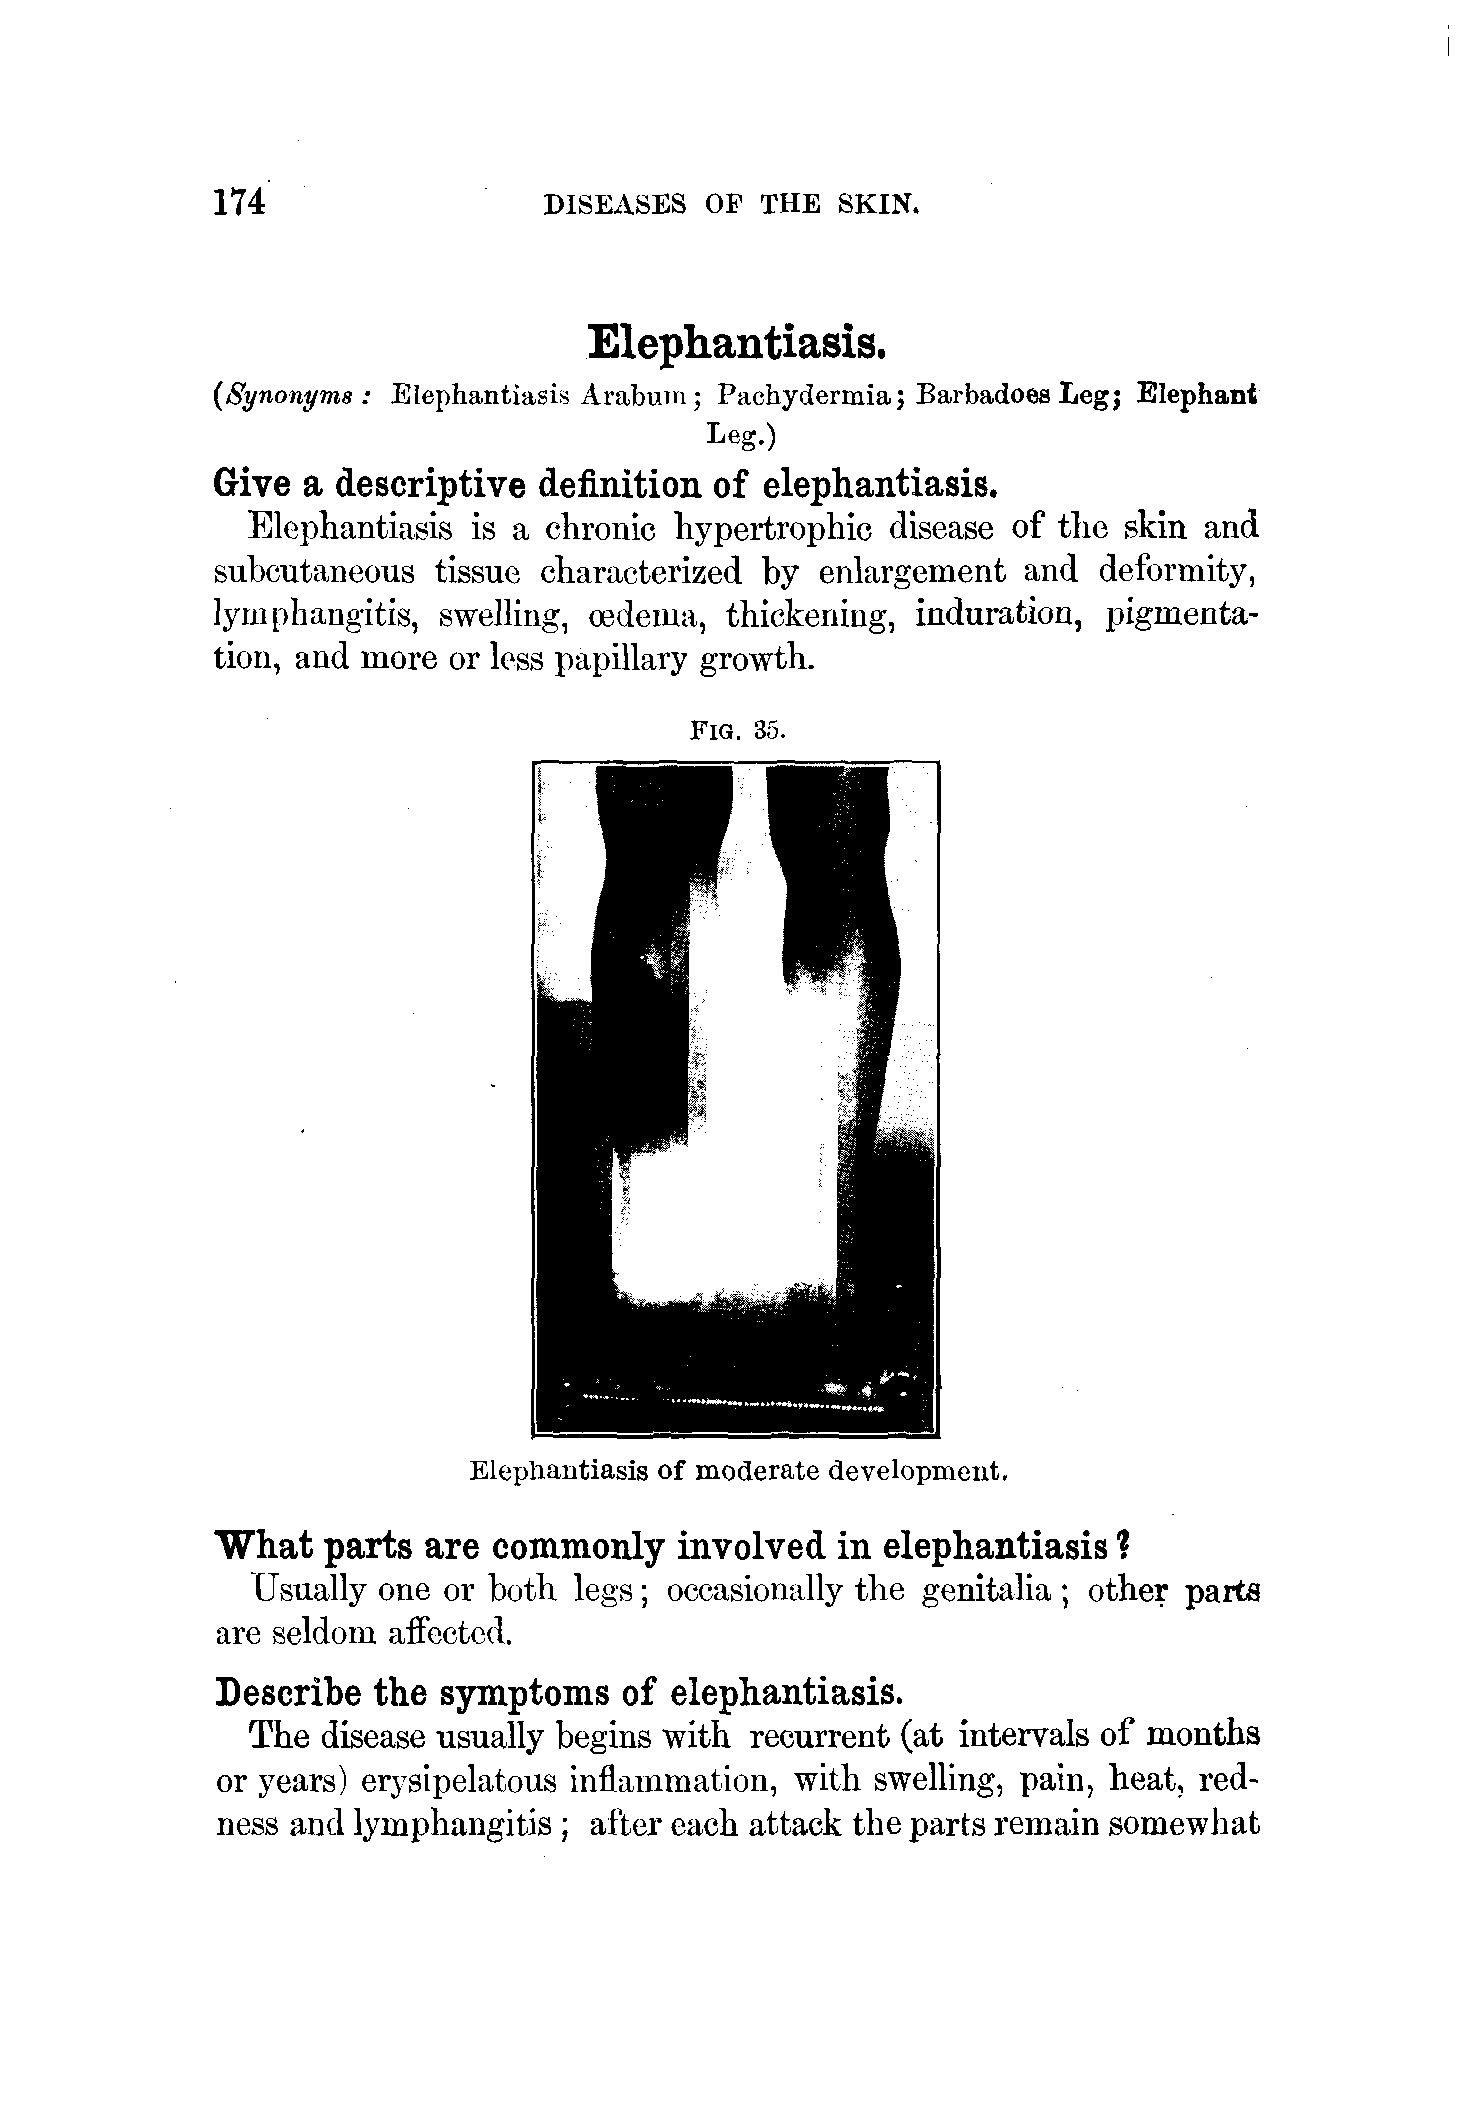 174 DISEASES OF THE SKIN.
Elephantiasis.
(Synonyms : Elephantiasis Arabum ; Pachydermia ; Barbadoes Leg ; Elephant
Leg.)
Give a descriptive definition of elephantiasis.
Elephantiasis is a chronic hypertrophic disease of the skin and
subcutaneous tissue characterized by enlargement and deformity,
lymphangitis, swelling, œdema, thickening, induration, pigmenta-
tion, and more or less papillary growth.
FIG. 35.
Elephantiasis of moderate development.
What parts are commonly involved in elephantiasis ?
Usually one or both legs ; occasionally the genitalia ; other parts
are seldom affected.
Describe the symptoms of elephantiasis.
The disease usually begins with recurrent (at intervals of months
or years) erysipelatous inflammation, with swelling, pain, heat, red-
ness and lymphangitis ; after each attack the parts remain somewhat